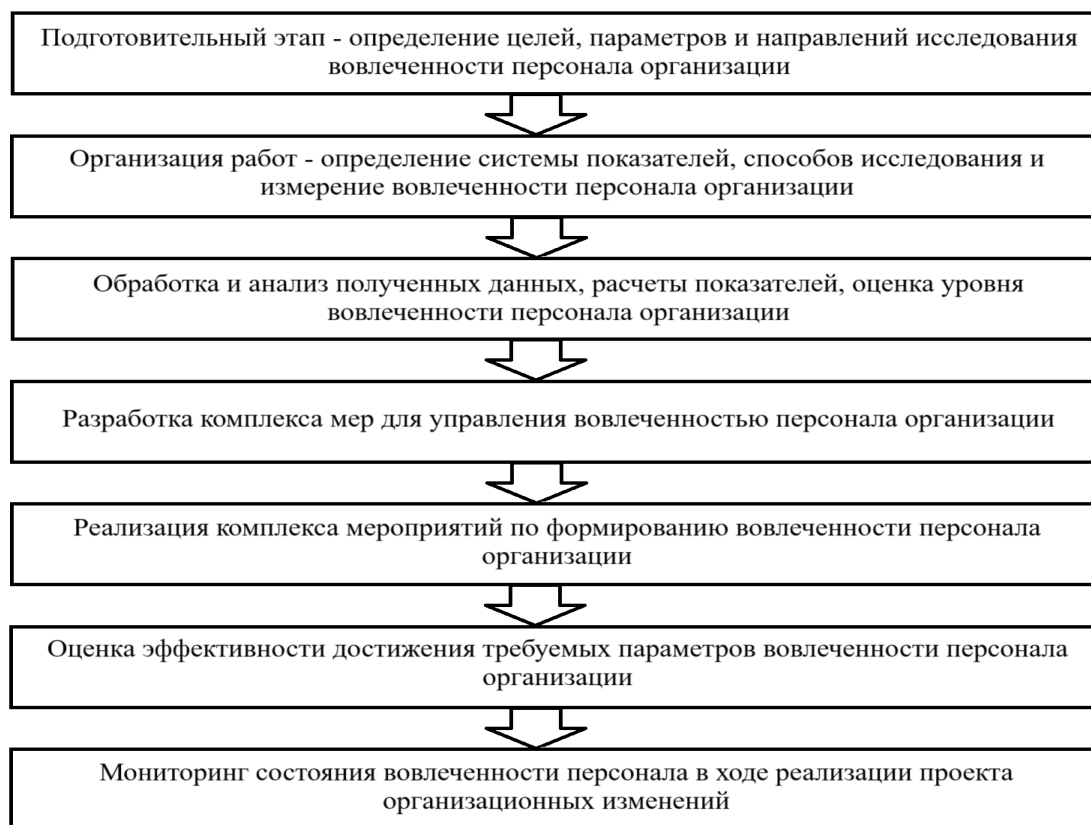 Подготовительный этап - определение целей, параметров и направлений исследования
вовлеченности персонала организации
Организация работ - определение системы показателей, способов исследования и
измерение вовлеченности персонала организации
Обработка и анализ полученных данных, расчеты показателей, оценка уровня
вовлеченности персонала организации
Разработка комплекса мер для управления вовлеченностью персонала организации
Реализация комплекса мероприятий по формированию вовлеченности персонала
организации
Оценка эффективности достижения требуемых параметров вовлеченности персонала
организации
Мониторинг состояния вовлеченности персонала в ходе реализации проекта
организационных изменений